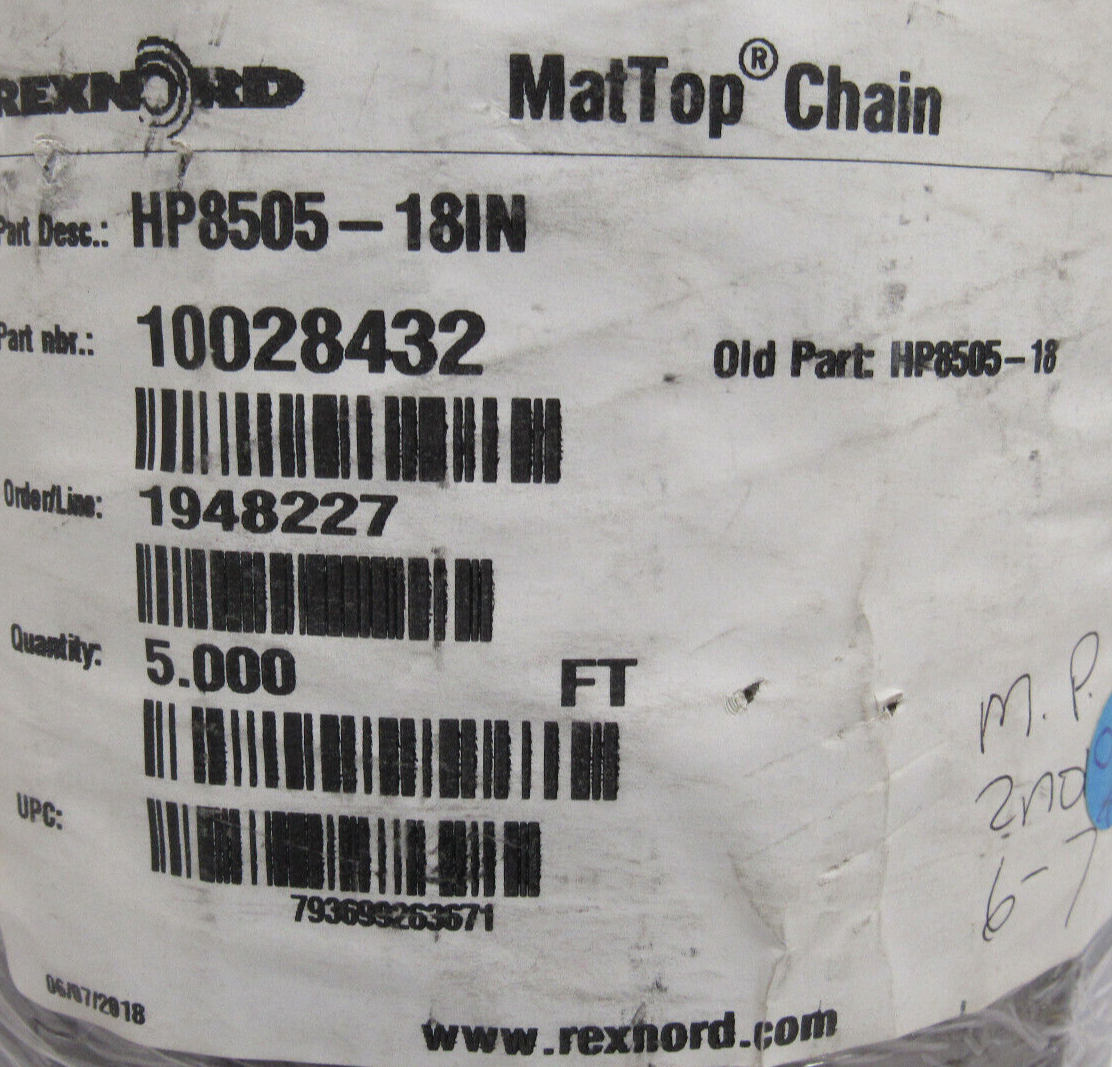 REXNORD
MatTop® Chain
Part Desc.: HP8505-18IN
Part nbr.: 10028432
Old Part: HP8505-18
Order/Line: 1948227
Quantity: 5.000 FT
UPC:
793699263671
M. P.
2nd
6-7
06/07/2018
www.rexnord.com